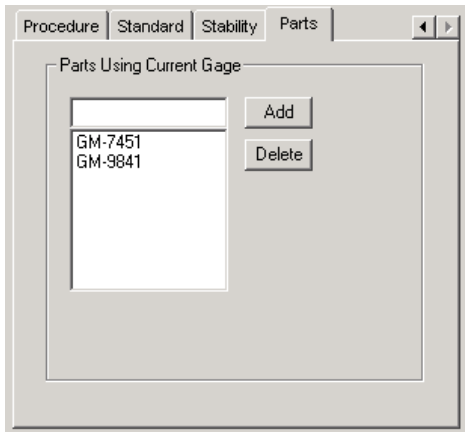 Procedure Standard Stability Parts
Parts Using Current Gage
Add
GM-7451
GM-9841
Delete